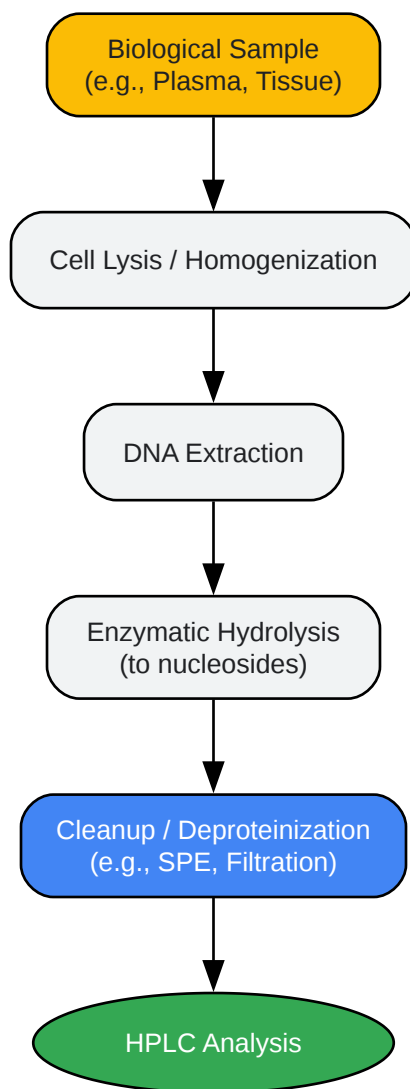 Biological Sample
(e.g., Plasma, Tissue)
Cell Lysis / Homogenization
DNA Extraction
Enzymatic Hydrolysis
(to nucleosides)
Cleanup / Deproteinization
(e.g., SPE, Filtration)
HPLC Analysis